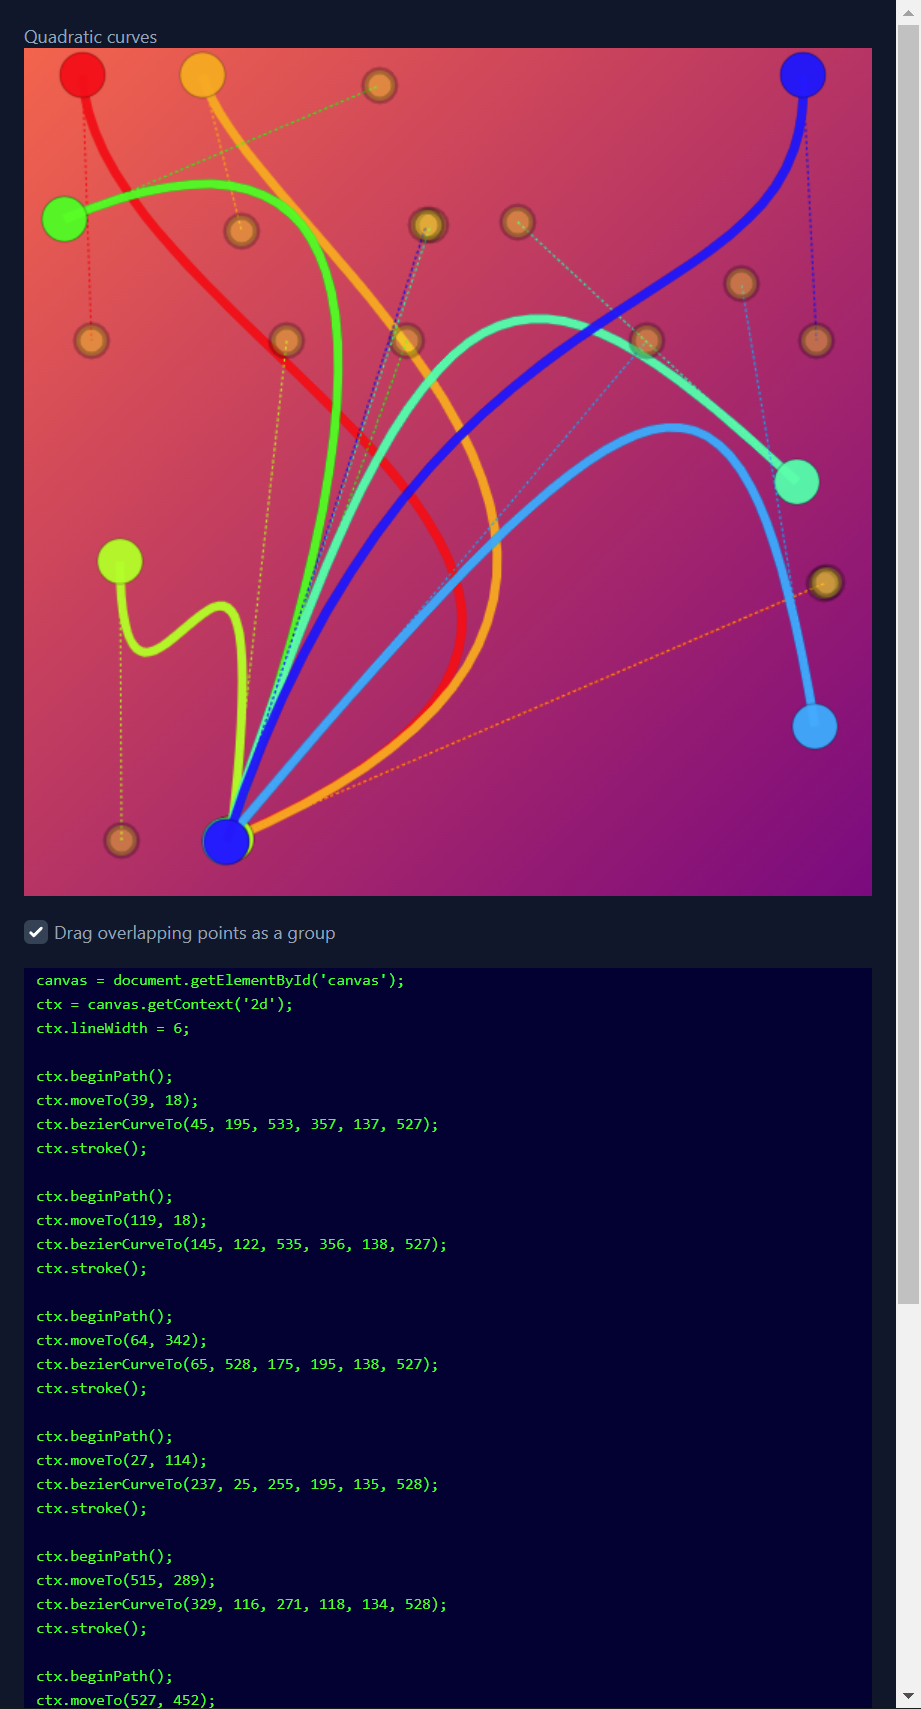 Quadratic curves
Drag overlapping points as a group
canvas = document.getElementById('canvas');
ctx = canvas.getContext('2d');
ctx.lineWidth = 6;
ctx.beginPath();
ctx.moveTo(39, 18);
ctx.bezierCurveTo(45, 195, 533, 357, 137, 527);
ctx.stroke();
ctx.beginPath();
ctx.moveTo(119, 18);
ctx.bezierCurveTo(145, 122, 535, 356, 138, 527);
ctx.stroke();
ctx.beginPath();
ctx.moveTo(64, 342);
ctx.bezierCurveTo(65, 528, 175, 195, 138, 527);
ctx.stroke();
ctx.beginPath();
ctx.moveTo(27, 114);
ctx.bezierCurveTo(237, 25, 255, 195, 135, 528);
ctx.stroke();
ctx.beginPath();
ctx.moveTo(515, 289);
ctx.bezierCurveTo(329, 116, 271, 118, 134, 528);
ctx.stroke();
ctx.beginPath();
ctx.moveTo(527, 452);